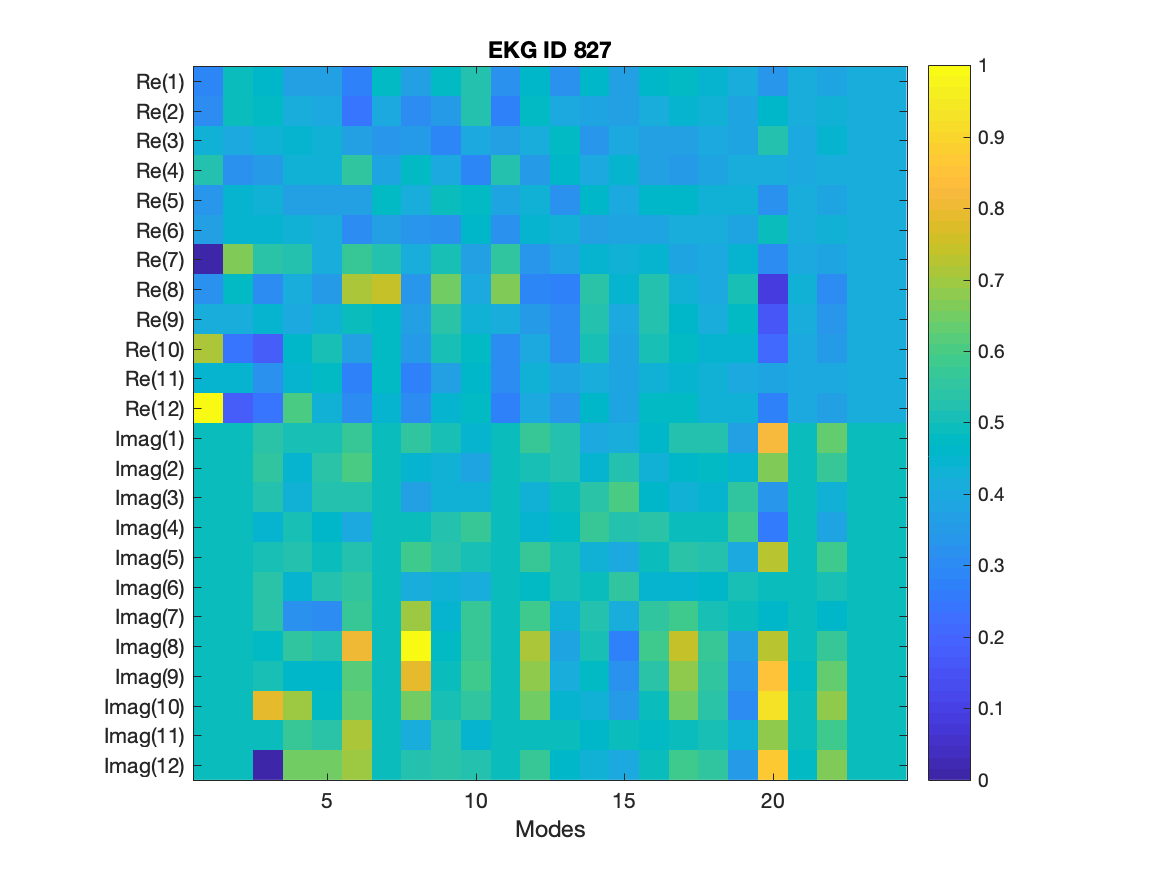 EKG ID 827
Re(1)
Re(2)
Re(3)
Re(4)
Re(5)
Re(6)
Re(7)
Re(8)
Re(9)
Re(10)
Re(11)
Re(12)
Imag(1)
Imag(2)
Imag(3)
Imag(4)
Imag(5)
Imag(6)
Imag(7)
Imag(8)
Imag(9)
Imag(10)
Imag(11)
Imag(12)
5 10 15 20
Modes
1
0.9
0.8
0.7
0.6
0.5
0.4
0.3
0.2
0.1
0